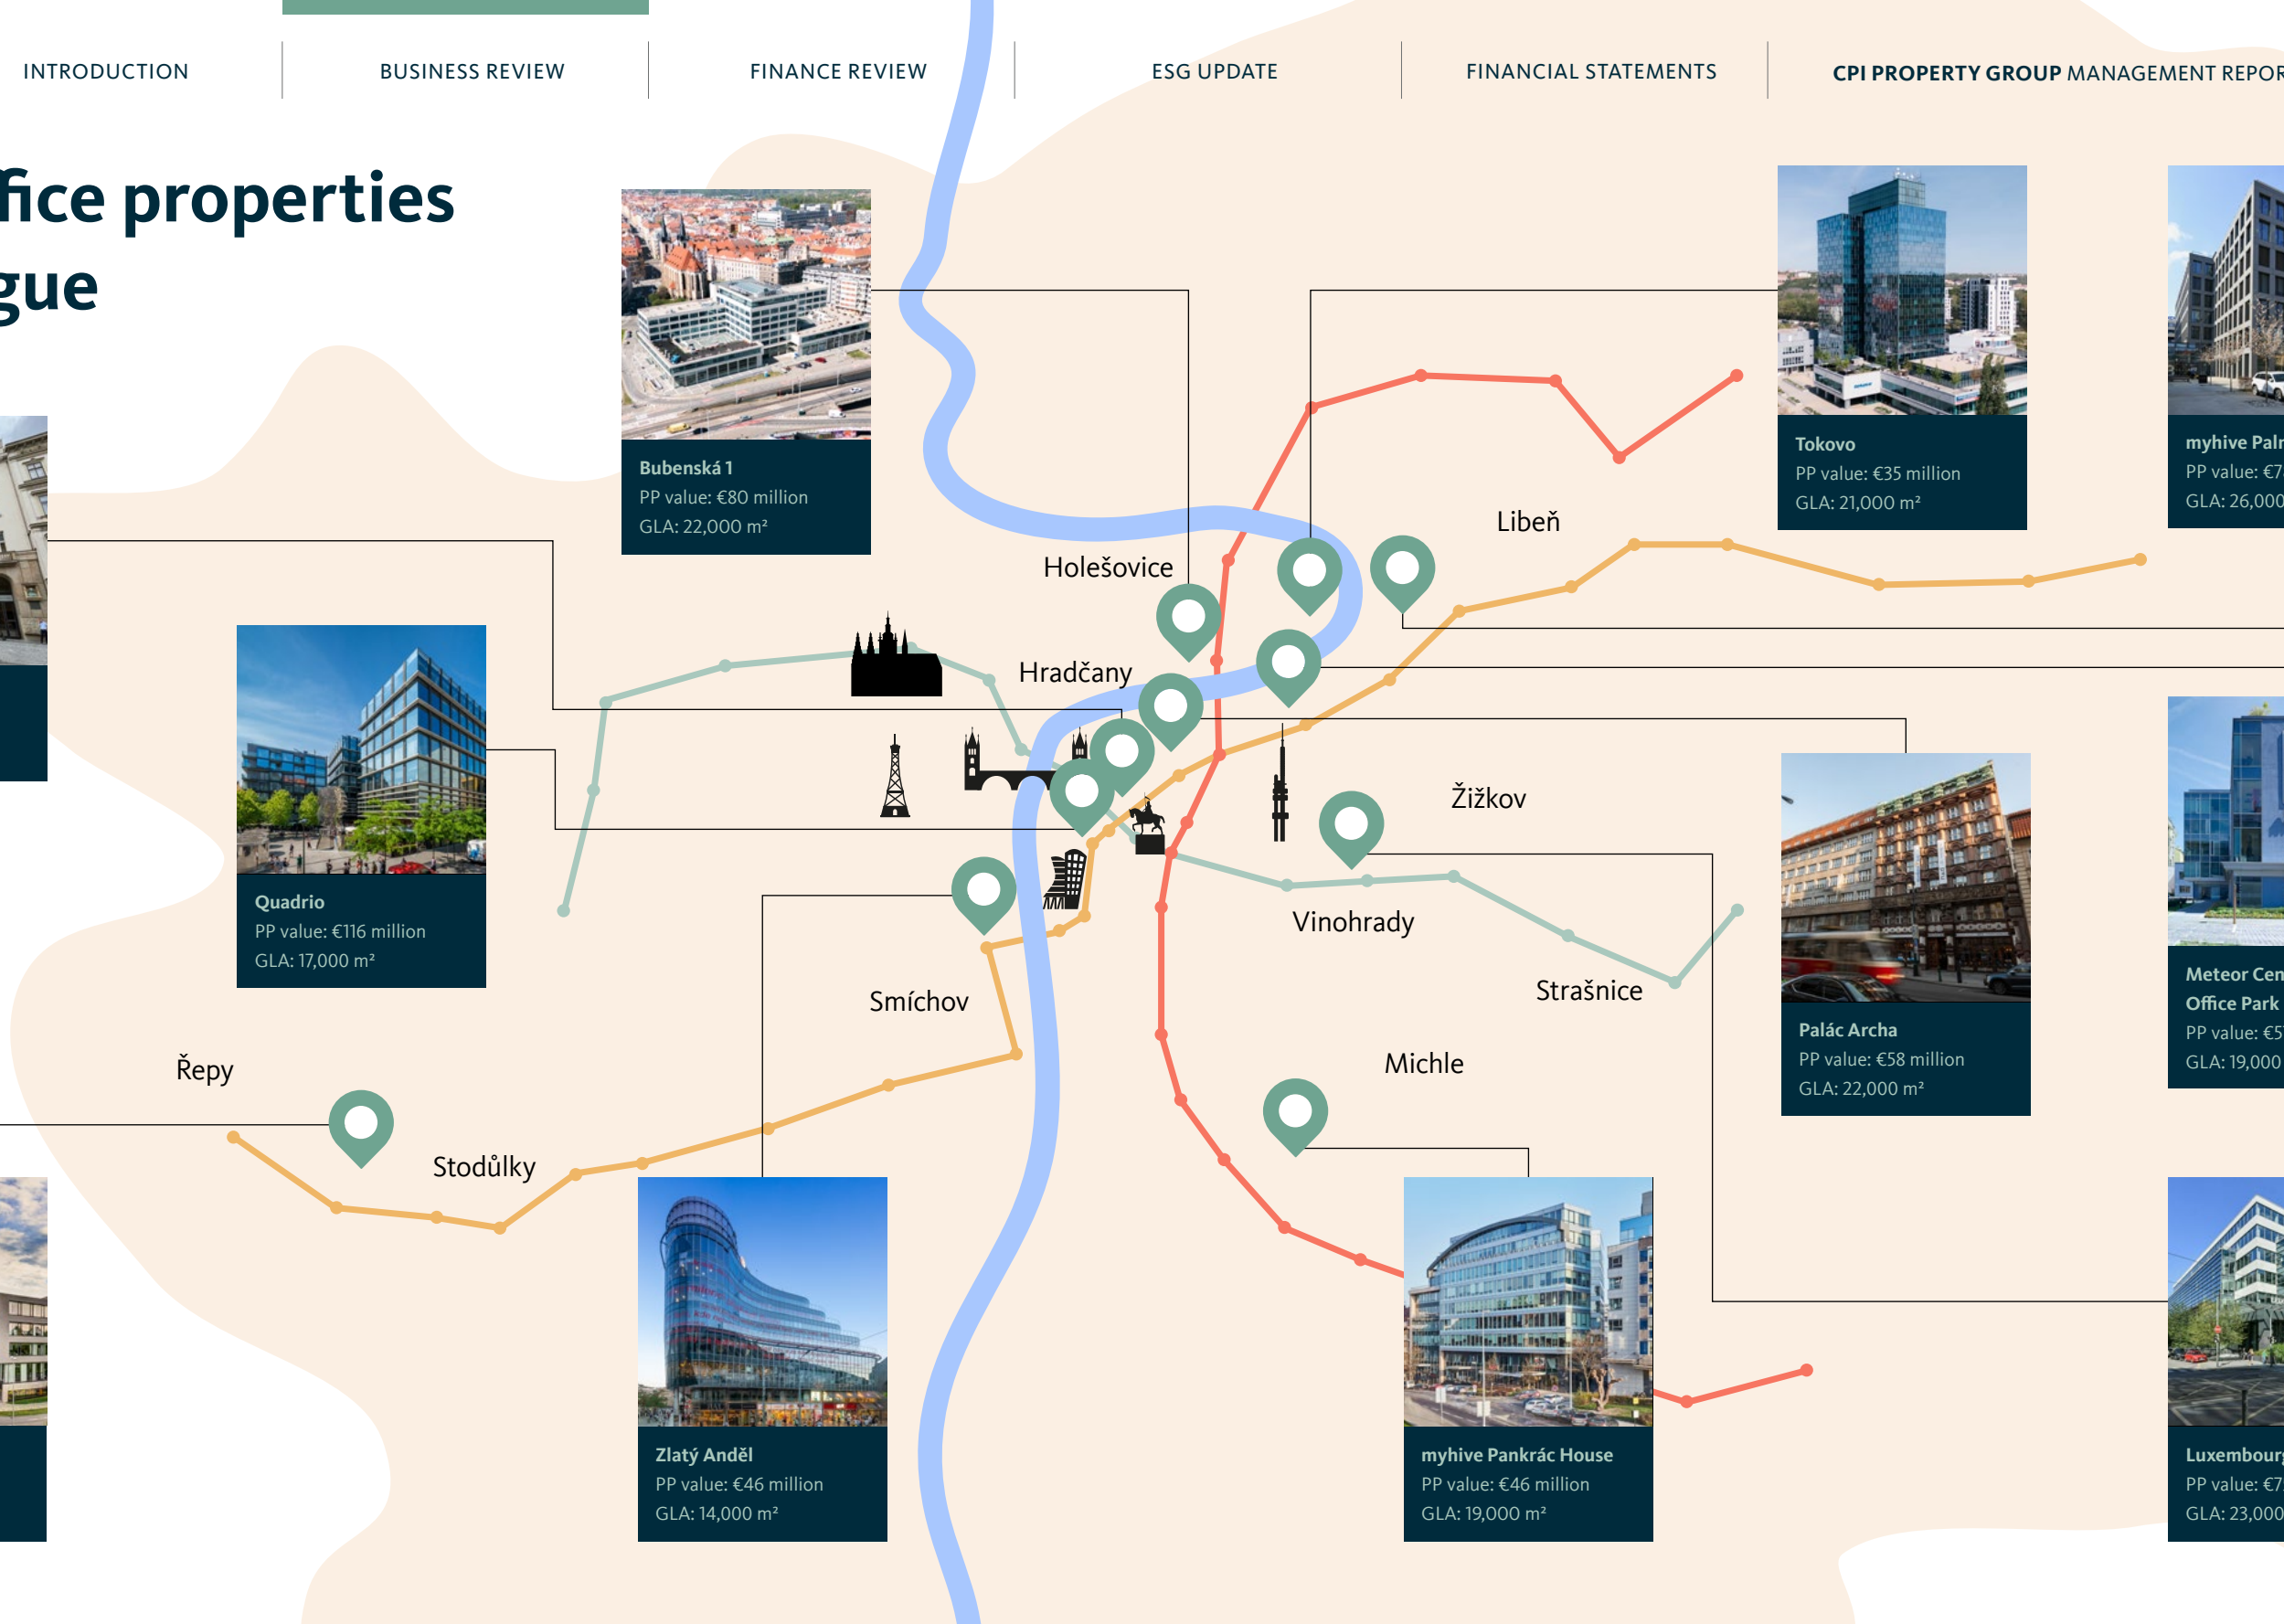 INTRODUCTION
BUSINESS REVIEW
FINANCE REVIEW
ESG UPDATE
FINANCIAL STATEMENTS
CPI PROPERTY GROUP MANAGEMENT REPOR
fice properties
gue
Bubenská 1
PP value: €80 million
GLA: 22,000 m²
Tokovo
PP value: €35 million
GLA: 21,000 m²
myhive Paln
PP value: €7
GLA: 26,000
Libeň
Holešovice
Hradčany
Žižkov
Quadrio
PP value: €116 million
GLA: 17,000 m²
Vinohrady
Strašnice
Smíchov
Palác Archa
PP value: €58 million
GLA: 22,000 m²
Meteor Cen
Office Park
PP value: €5
GLA: 19,000
Řepy
Michle
Stodůlky
Zlatý Anděl
PP value: €46 million
GLA: 14,000 m²
myhive Pankrác House
PP value: €46 million
GLA: 19,000 m²
Luxembourg
PP value: €7
GLA: 23,000